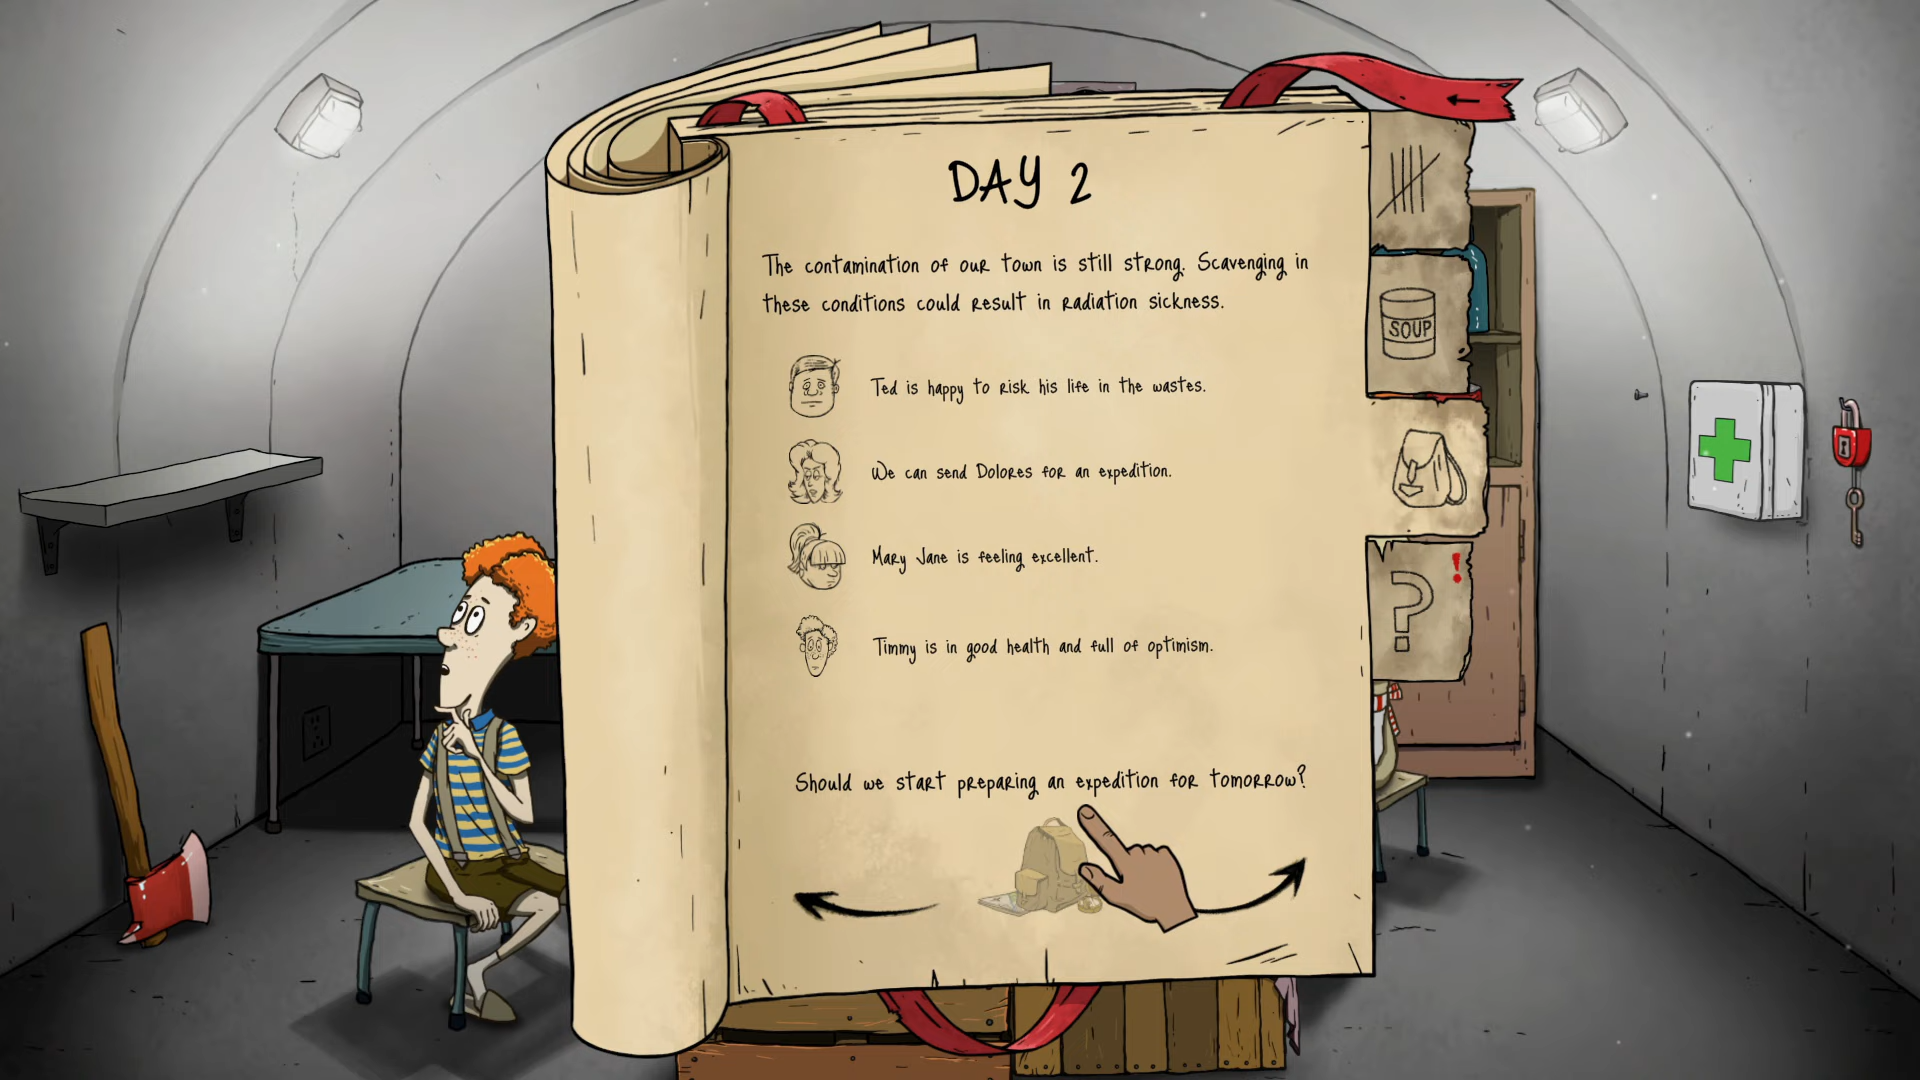 DAY 2
The contamination of our town is still strong. Scavenging in
these conditions could result in radiation sickness.
Ted is happy to risk his life in the wastes.
We can send Dolores for an expedition.
Mary Jane is feeling excellent.
Timmy is in good health and full of optimism.
Should we start preparing an expedition for tomorrow?
SOUP
?
!